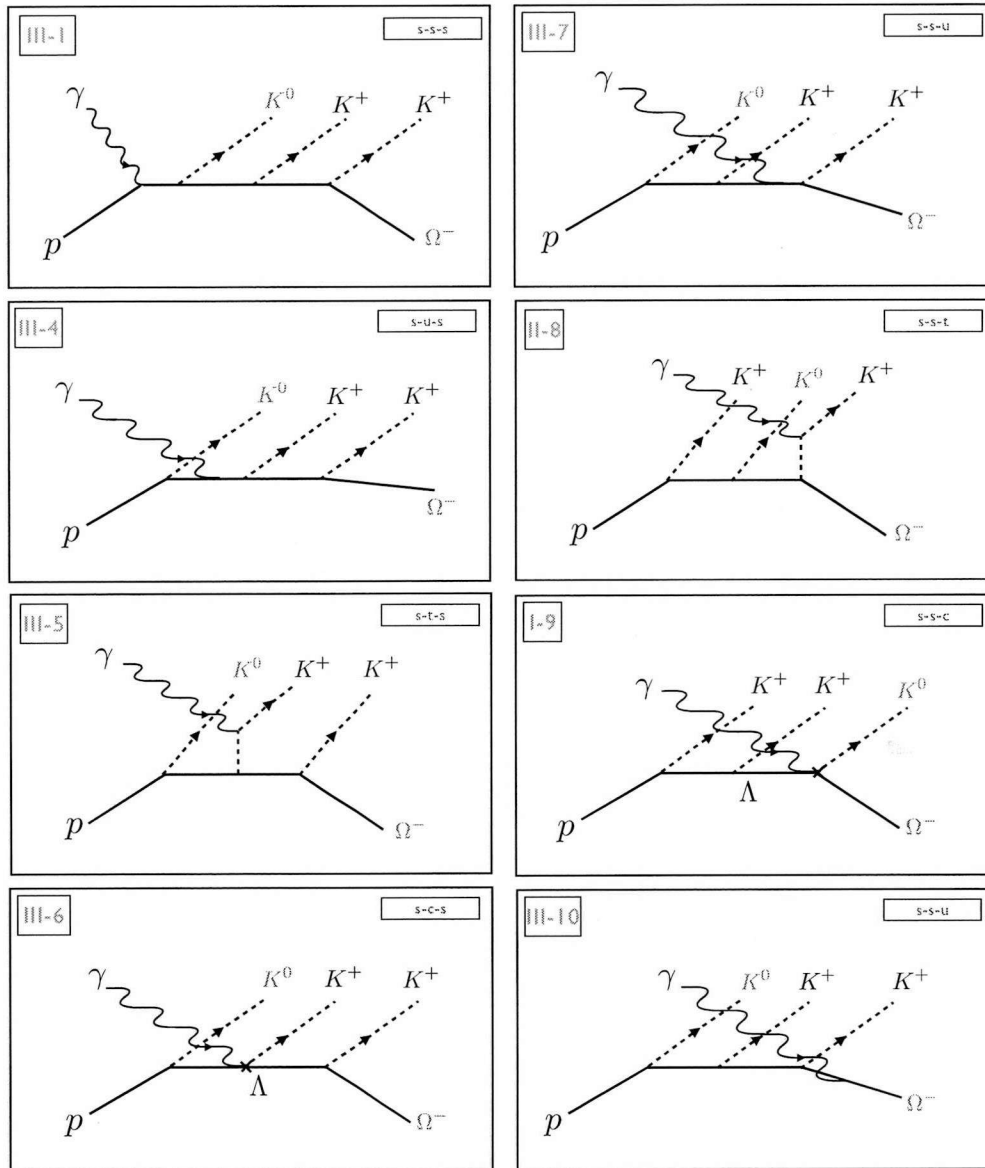 III-1 s-s-s
γ K⁰ K⁺ K⁺
p Ω⁻
III-7 s-s-u
γ K⁰ K⁺ K⁺
p Ω⁻
III-4 s-u-s
γ K⁰ K⁺ K⁺
p Ω⁻
II-8 s-s-t
γ K⁺ K⁰ K⁺
p Ω⁻
III-5 s-t-s
γ K⁰ K⁺ K⁺
p Ω⁻
I-9 s-s-c
γ K⁺ K⁺ K⁰
Λ
p Ω⁻
III-6 s-c-s
γ K⁰ K⁺ K⁺
Λ
p Ω⁻
III-10 s-s-u
γ K⁰ K⁺ K⁺
p Ω⁻